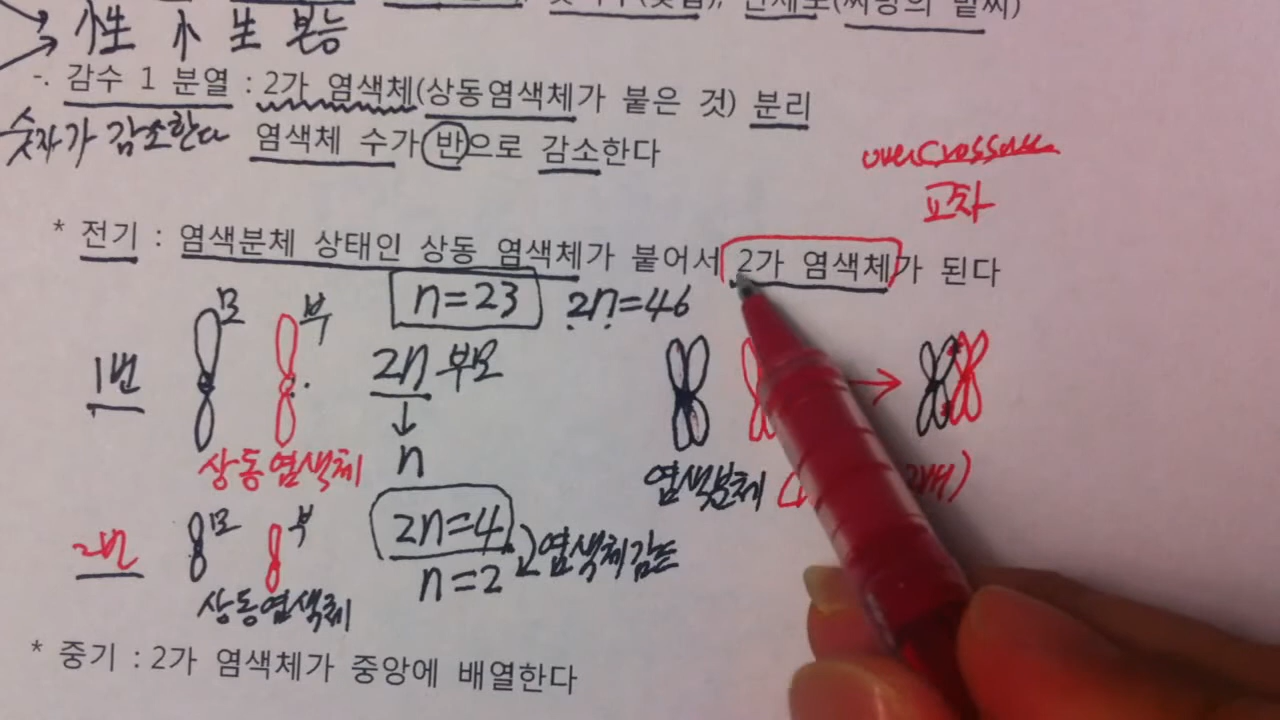 性 小 生 본능
-. 감수 1 분열 : 2가 염색체(상동염색체가 붙은 것) 분리
숫자가 감소한다 염색체 수가 반으로 감소한다
교차
* 전기 : 염색분체 상태인 상동 염색체가 붙어서 2가 염색체가 된다
n=23 2n=46
모 부
1번 2n 부모
n
상동염색체
염색분체
2번 모 부 2n=4
n=2 염색체감소
상동염색체
* 중기 : 2가 염색체가 중앙에 배열한다